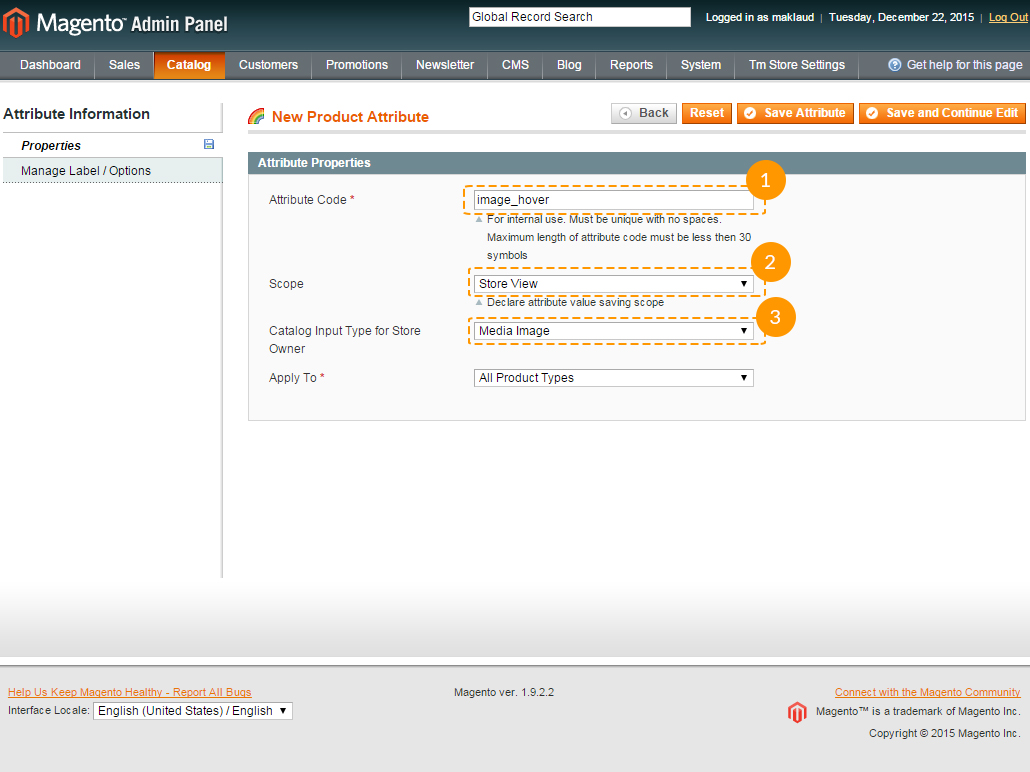 Magento™ Admin Panel
Global Record Search
Logged in as maklaud | Tuesday, December 22, 2015 | Log Out
Dashboard Sales Catalog Customers Promotions Newsletter CMS Blog Reports System Tm Store Settings Get help for this page
Attribute Information
Properties
Manage Label / Options
New Product Attribute
Back Reset Save Attribute Save and Continue Edit
Attribute Properties
1
Attribute Code * image_hover
For internal use. Must be unique with no spaces.
Maximum length of attribute code must be less then 30
symbols
2
Scope Store View
Declare attribute value saving scope
3
Catalog Input Type for Store
Owner
Media Image
Apply To * All Product Types
Help Us Keep Magento Healthy - Report All Bugs
Interface Locale: English (United States) / English
Magento ver. 1.9.2.2
Connect with the Magento Community
Magento™ is a trademark of Magento Inc.
Copyright © 2015 Magento Inc.